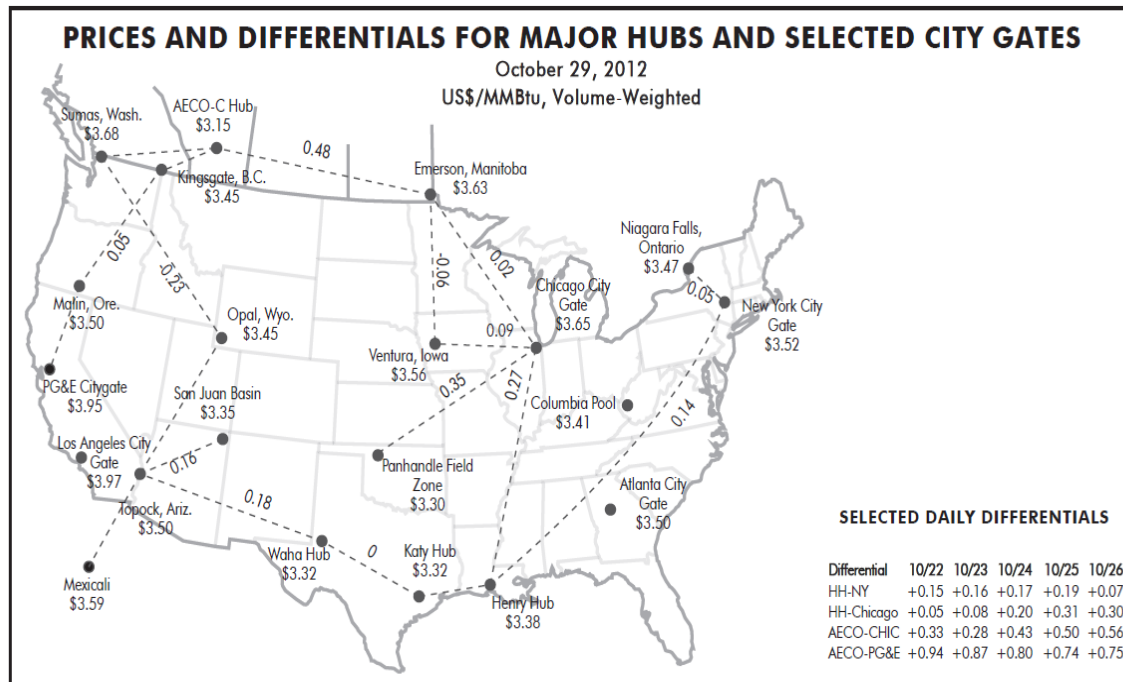 PRICES AND DIFFERENTIALS FOR MAJOR HUBS AND SELECTED CITY GATES
October 29, 2012
US$/MMBtu, Volume-Weighted
Sumas, Wash.
$3.68
AECO-C Hub
$3.15
0.48
Emerson, Manitoba
$3.63
Kingsgate, B.C.
$3.45
Niagara Falls,
Ontario
$3.47
0.05
-0.23
-0.06
0.02
0.05
Malin, Ore.
$3.50
Opal, Wyo.
$3.45
Chicago City
Gate
$3.65
New York City
Gate
$3.52
0.09
Ventura, Iowa
$3.56
0.35
0.27
PG&E Citygate
$3.95
San Juan Basin
$3.35
Columbia Pool
$3.41
0.14
Los Angeles City
Gate
$3.97
0.16
Panhandle Field
Zone
$3.30
Topock, Ariz.
$3.50
0.18
Atlanta City
Gate
$3.50
Waha Hub
$3.32
0
Katy Hub
$3.32
Henry Hub
$3.38
Mexicali
$3.59
SELECTED DAILY DIFFERENTIALS
Differential 10/22 10/23 10/24 10/25 10/26
HH-NY +0.15 +0.16 +0.17 +0.19 +0.07
HH-Chicago +0.05 +0.08 +0.20 +0.31 +0.30
AECO-CHIC +0.33 +0.28 +0.43 +0.50 +0.56
AECO-PG&E +0.94 +0.87 +0.80 +0.74 +0.75